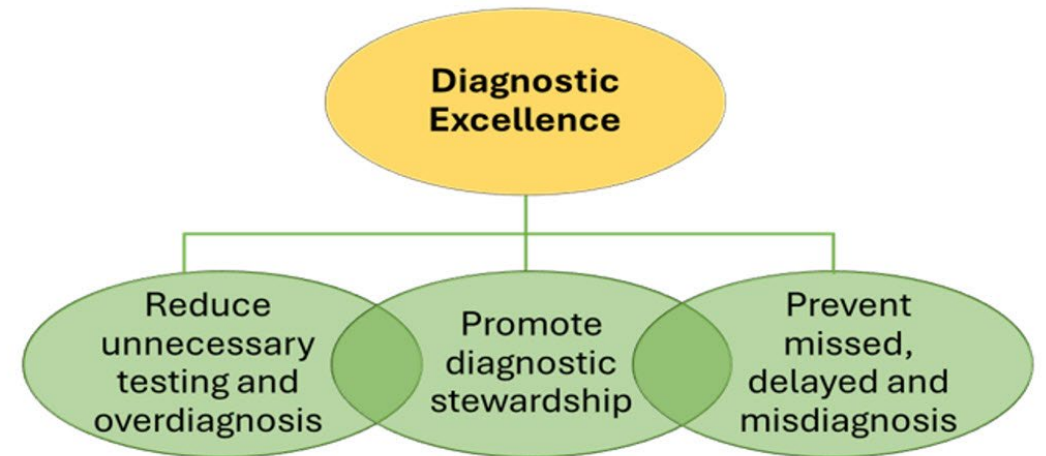 Diagnostic
Excellence
Reduce
unnecessary
testing and
overdiagnosis
Promote
diagnostic
stewardship
Prevent
missed,
delayed and
misdiagnosis